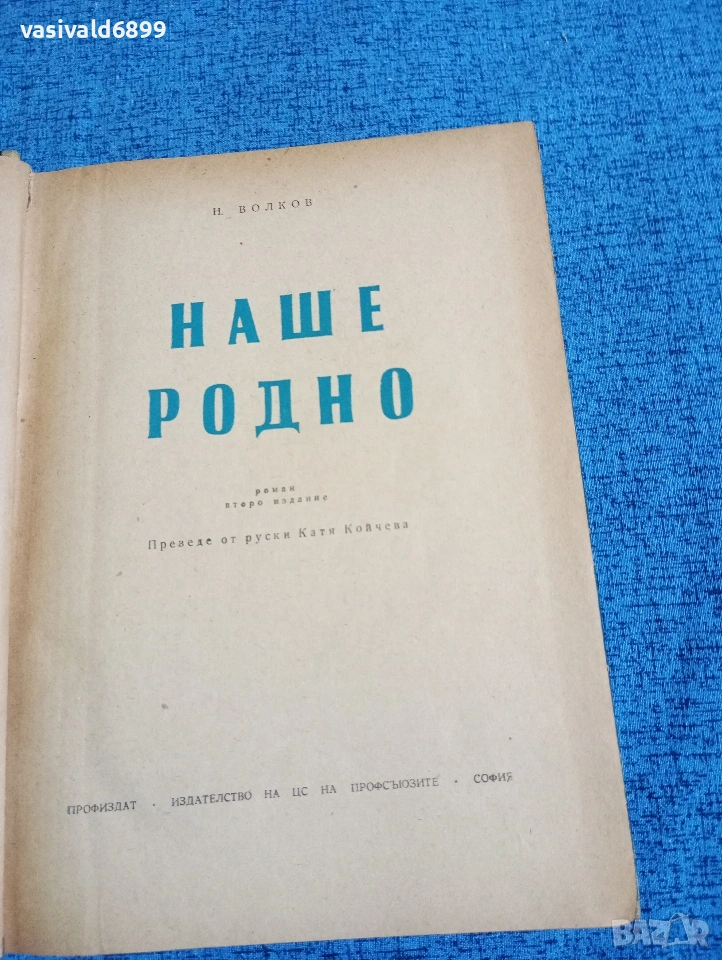 vasivald6899
Н. ВОЛКОВ
НАШЕ
РОДНО
роман
второ издание
Преведе от руски Катя Койчева
ПРОФИЗДАТ · ИЗДАТЕЛСТВО НА ЦС НА ПРОФСЪЮЗИТЕ · СОФИЯ
BAZAR